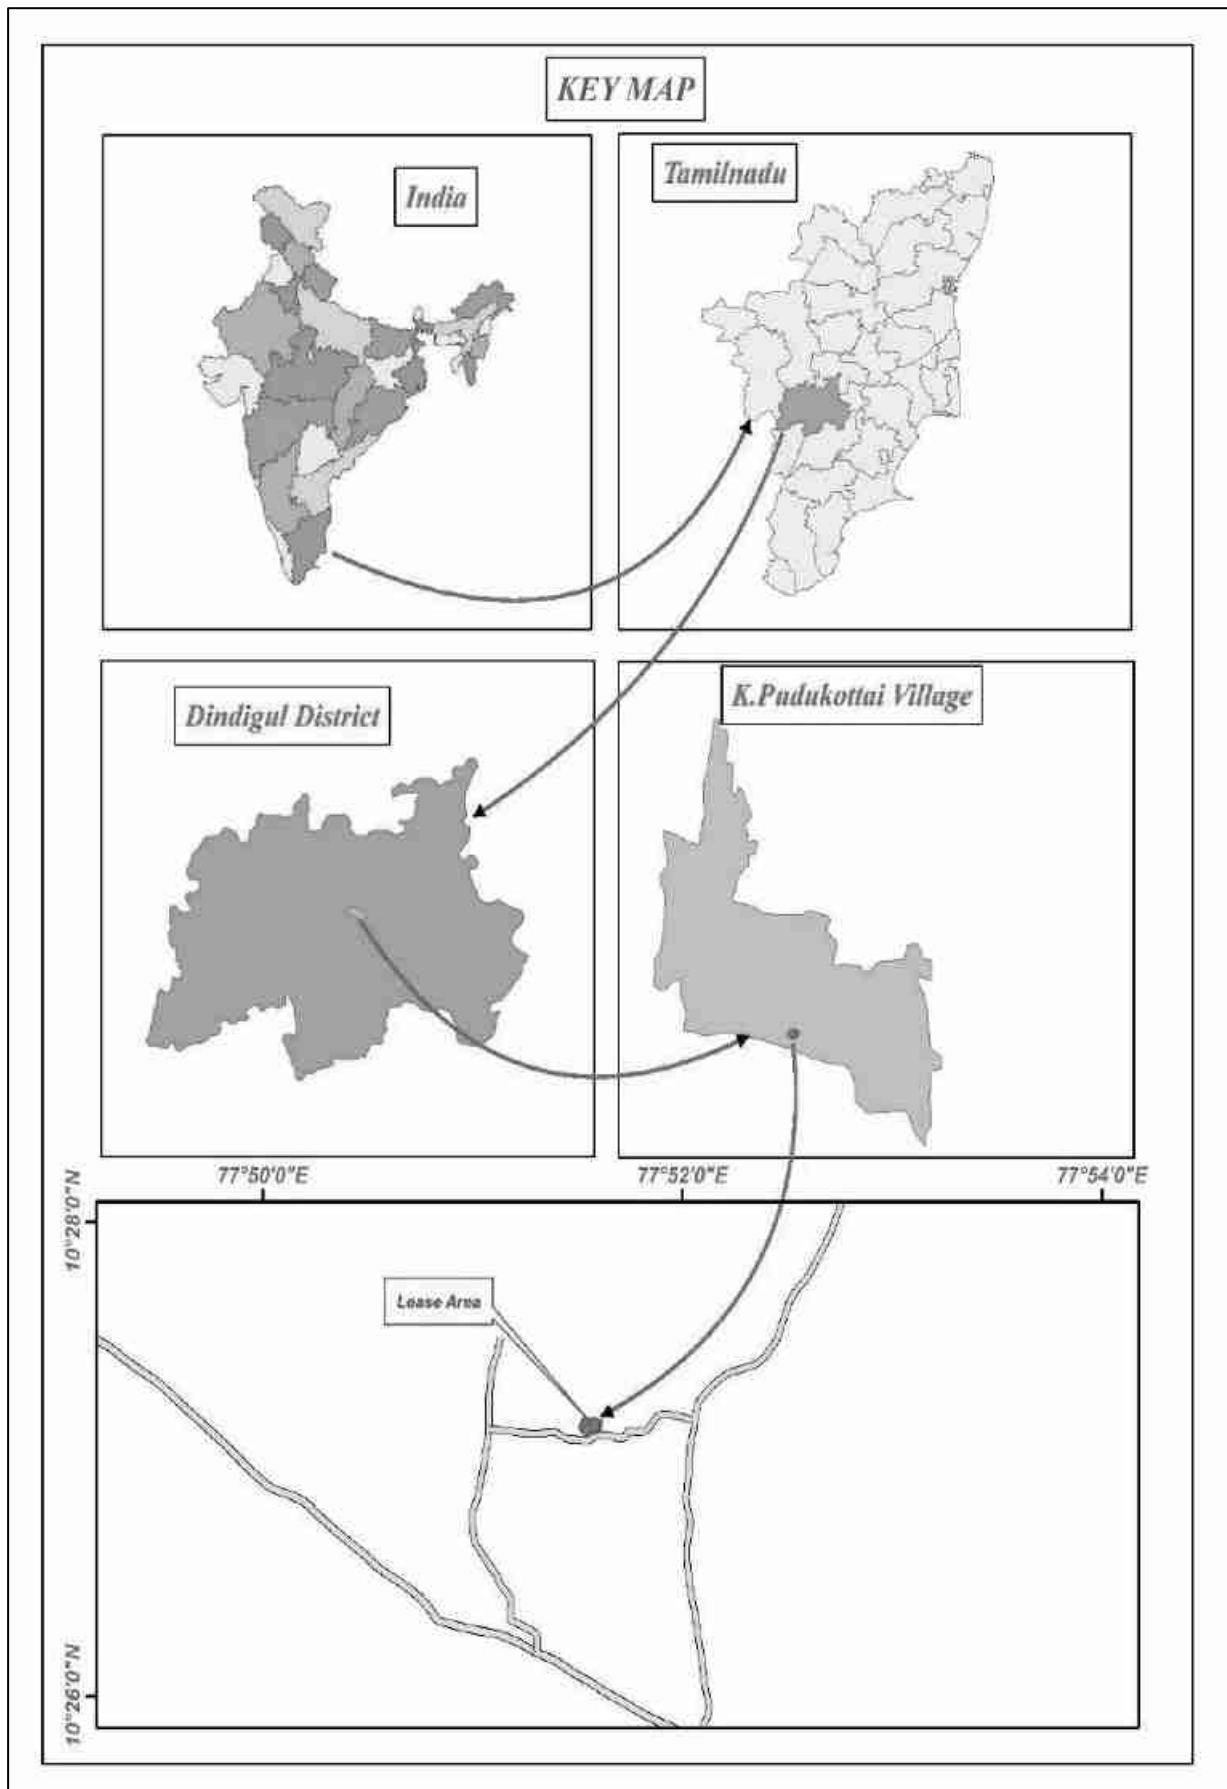 KEY MAP
India
Tamilnadu
Dindigul District
K.Pudukottai Village
77°50'0"E
77°52'0"E
77°54'0"E
10°28'0"N
Lease Area
10°26'0"N